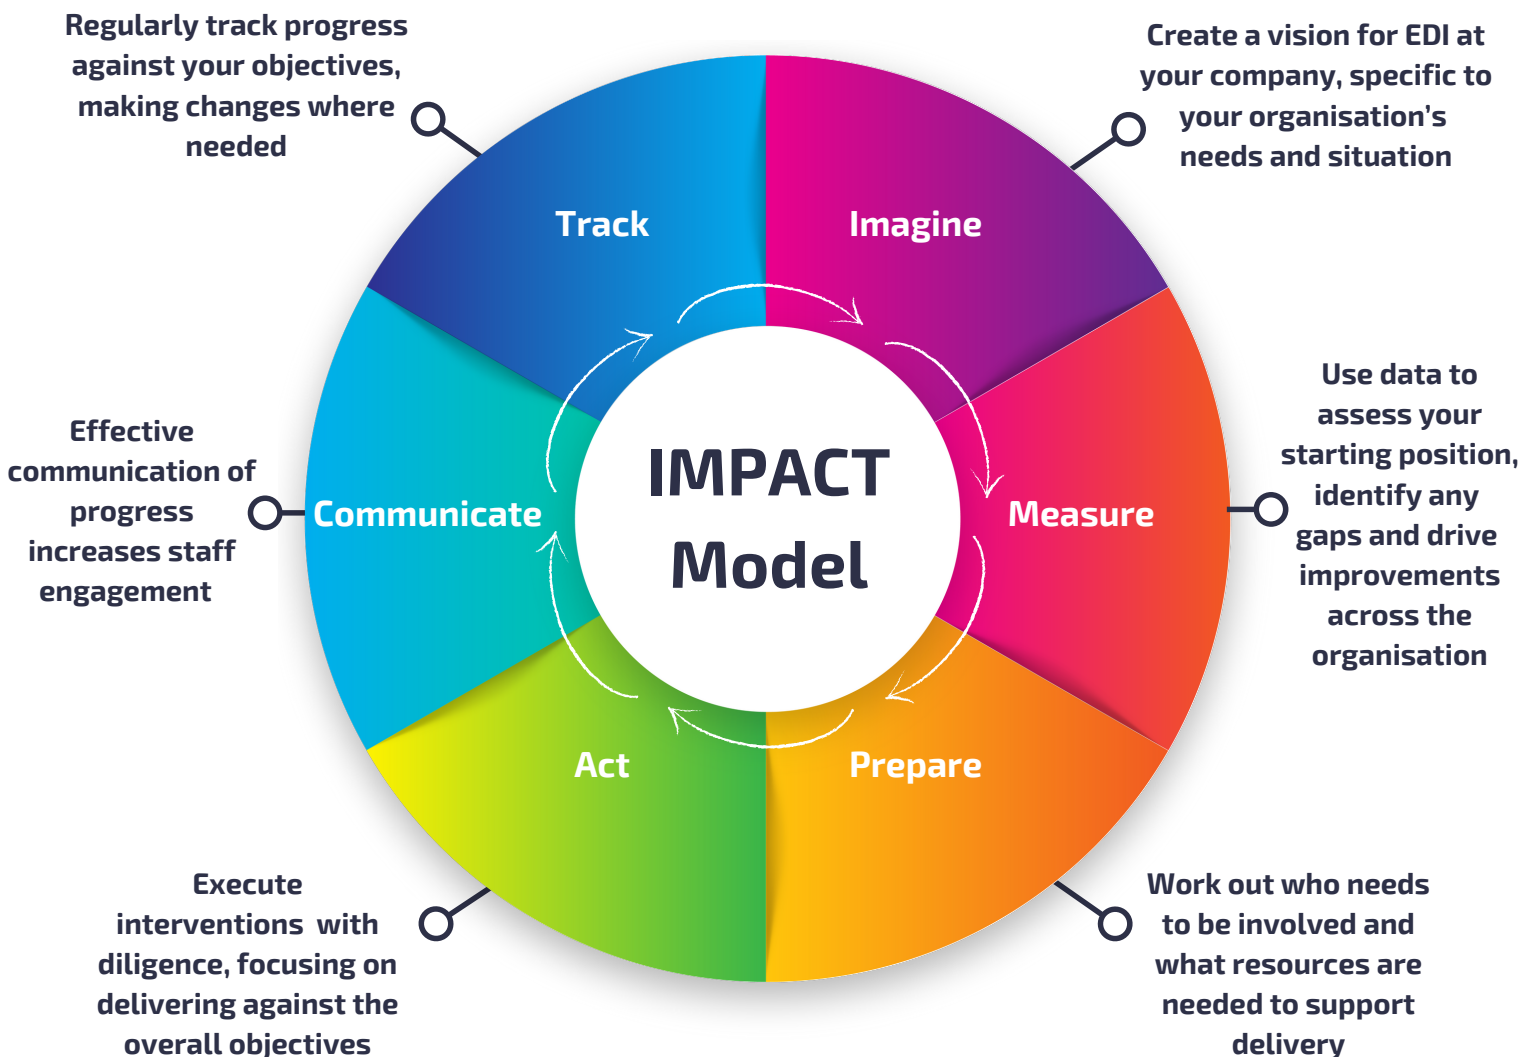 Regularly track progress
against your objectives,
making changes where
needed
Create a vision for EDI at
your company, specific to
your organisation's
needs and situation
Track
Imagine
Use data to
assess your
starting position,
identify any
gaps and drive
improvements
across the
organisation
Effective
communication of
progress
increases staff
engagement
Communicate
IMPACT
Model
Measure
Act
Prepare
Execute
interventions with
diligence, focusing on
delivering against the
overall objectives
Work out who needs
to be involved and
what resources are
needed to support
delivery